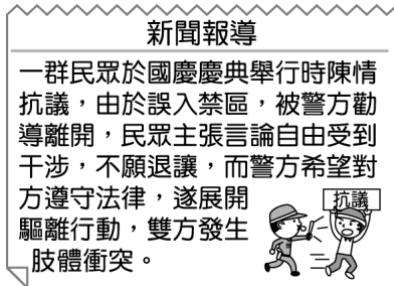 新聞報導
一群民眾於國慶慶典舉行時陳情
抗議，由於誤入禁區，被警方勸
導離開，民眾主張言論自由受到
干涉，不願退讓，而警方希望對
方遵守法律，遂展開
驅離行動，雙方發生
肢體衝突。
抗議